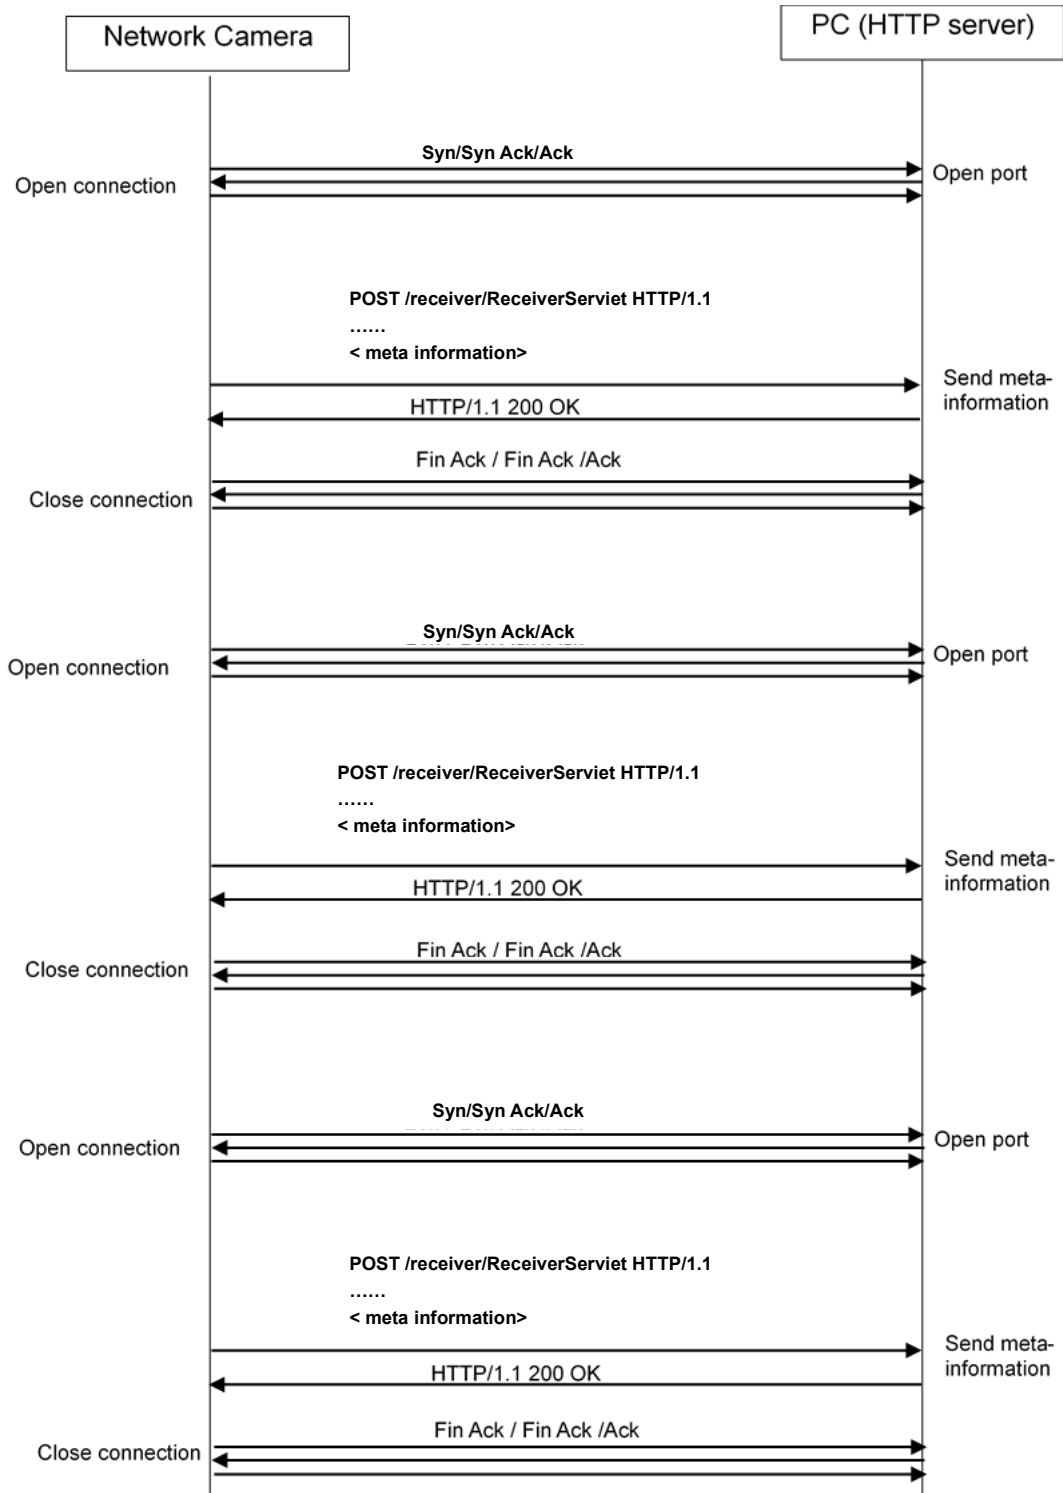 Network Camera
PC (HTTP server)
Syn/Syn Ack/Ack
Open connection
Open port
POST /receiver/ReceiverServiet HTTP/1.1
......
< meta information>
Send meta-
information
HTTP/1.1 200 OK
Fin Ack / Fin Ack /Ack
Close connection
Syn/Syn Ack/Ack
Open connection
Open port
POST /receiver/ReceiverServiet HTTP/1.1
......
< meta information>
Send meta-
information
HTTP/1.1 200 OK
Fin Ack / Fin Ack /Ack
Close connection
Syn/Syn Ack/Ack
Open connection
Open port
POST /receiver/ReceiverServiet HTTP/1.1
......
< meta information>
Send meta-
information
HTTP/1.1 200 OK
Fin Ack / Fin Ack /Ack
Close connection